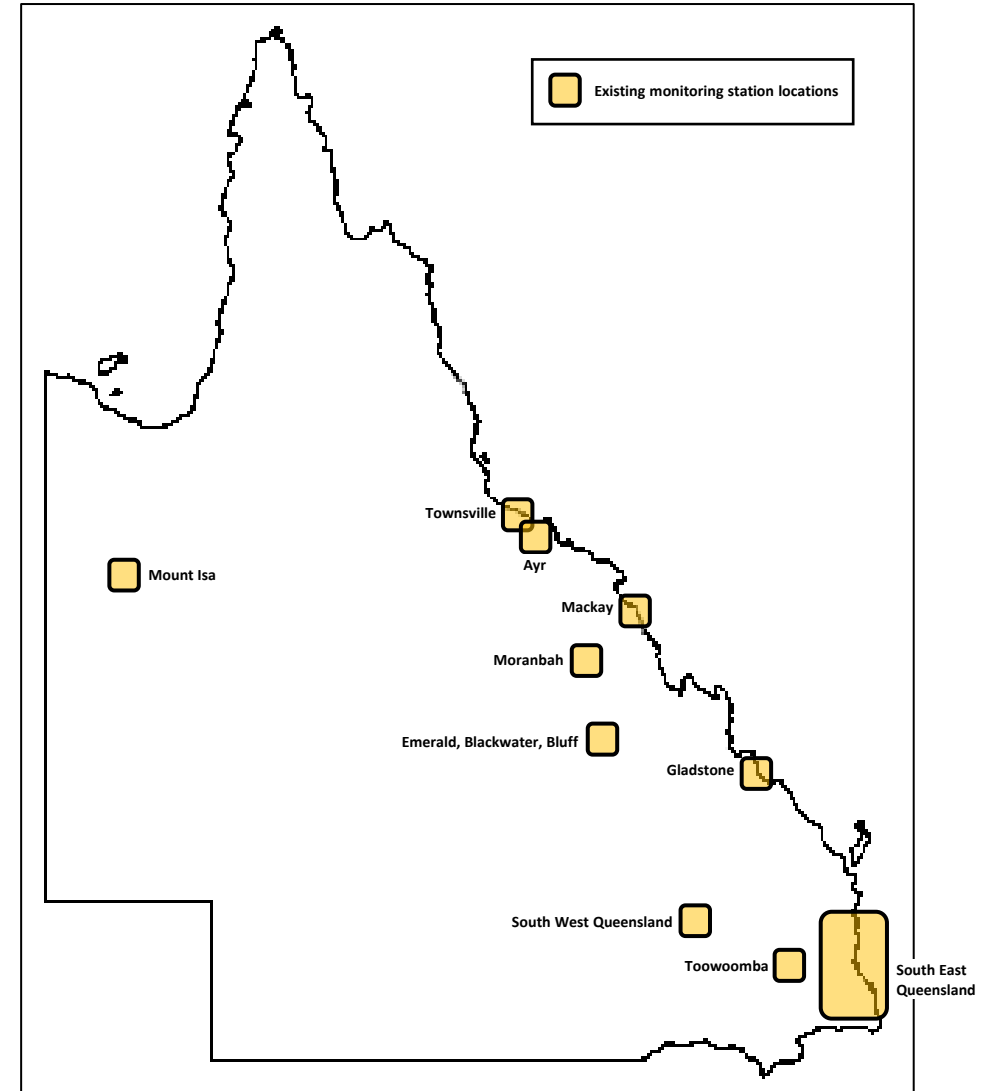 Existing monitoring station locations
Townsville
Ayr
Mount Isa
Mackay
Moranbah
Emerald, Blackwater, Bluff
Gladstone
South West Queensland
Toowoomba
South East
Queensland